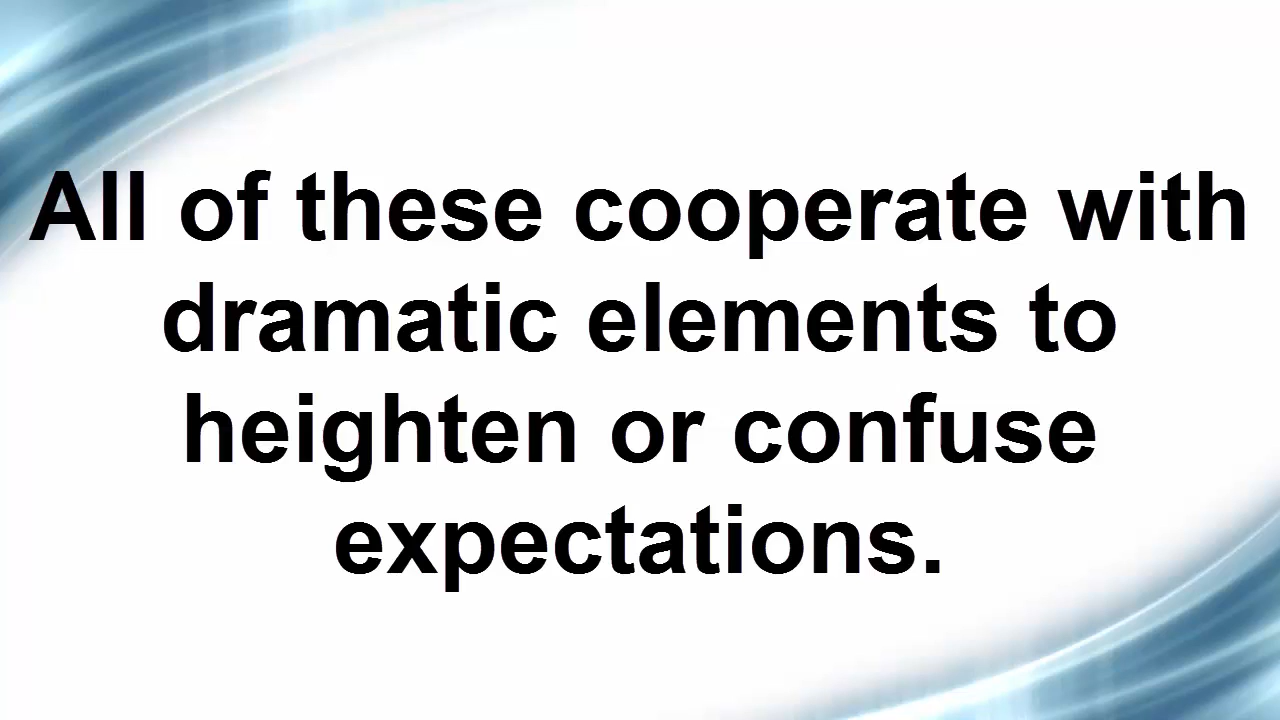 All of these cooperate with
dramatic elements to
heighten or confuse
expectations.